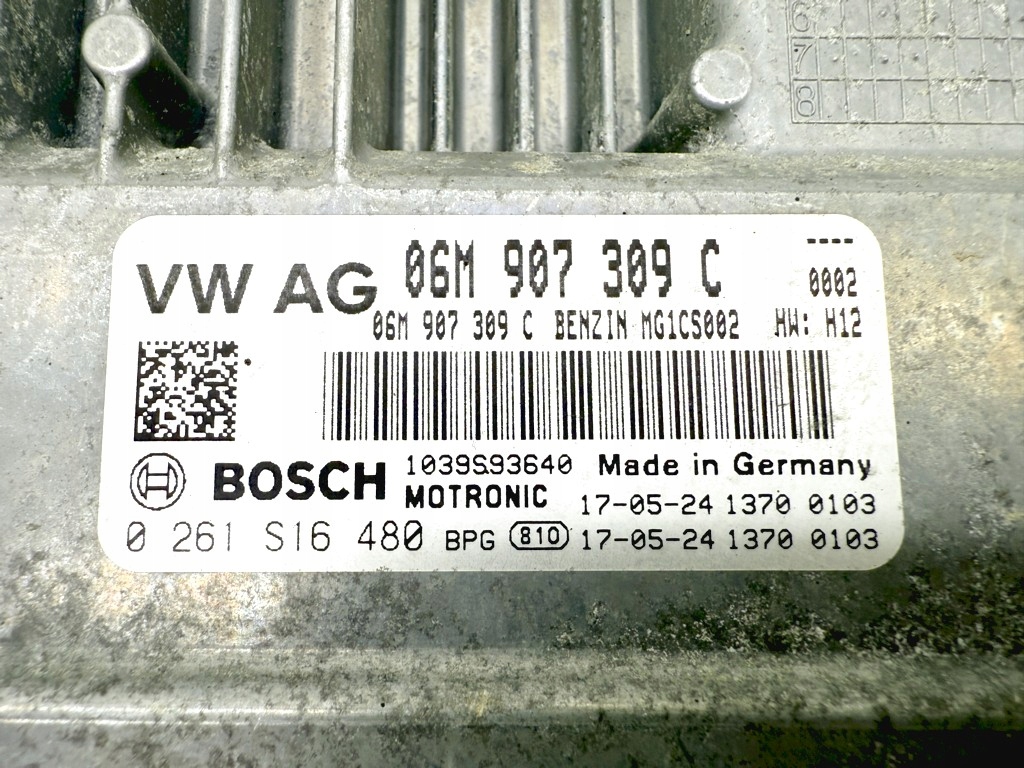 6
7
8
VW AG 06M 907 309 C ----
0002
06M 907 309 C BENZIN MG1CS002 HW: H12
BOSCH 1039S93640 Made in Germany
MOTRONIC 17-05-24 1370 0103
0 261 S16 480 BPG 810 17-05-24 1370 0103